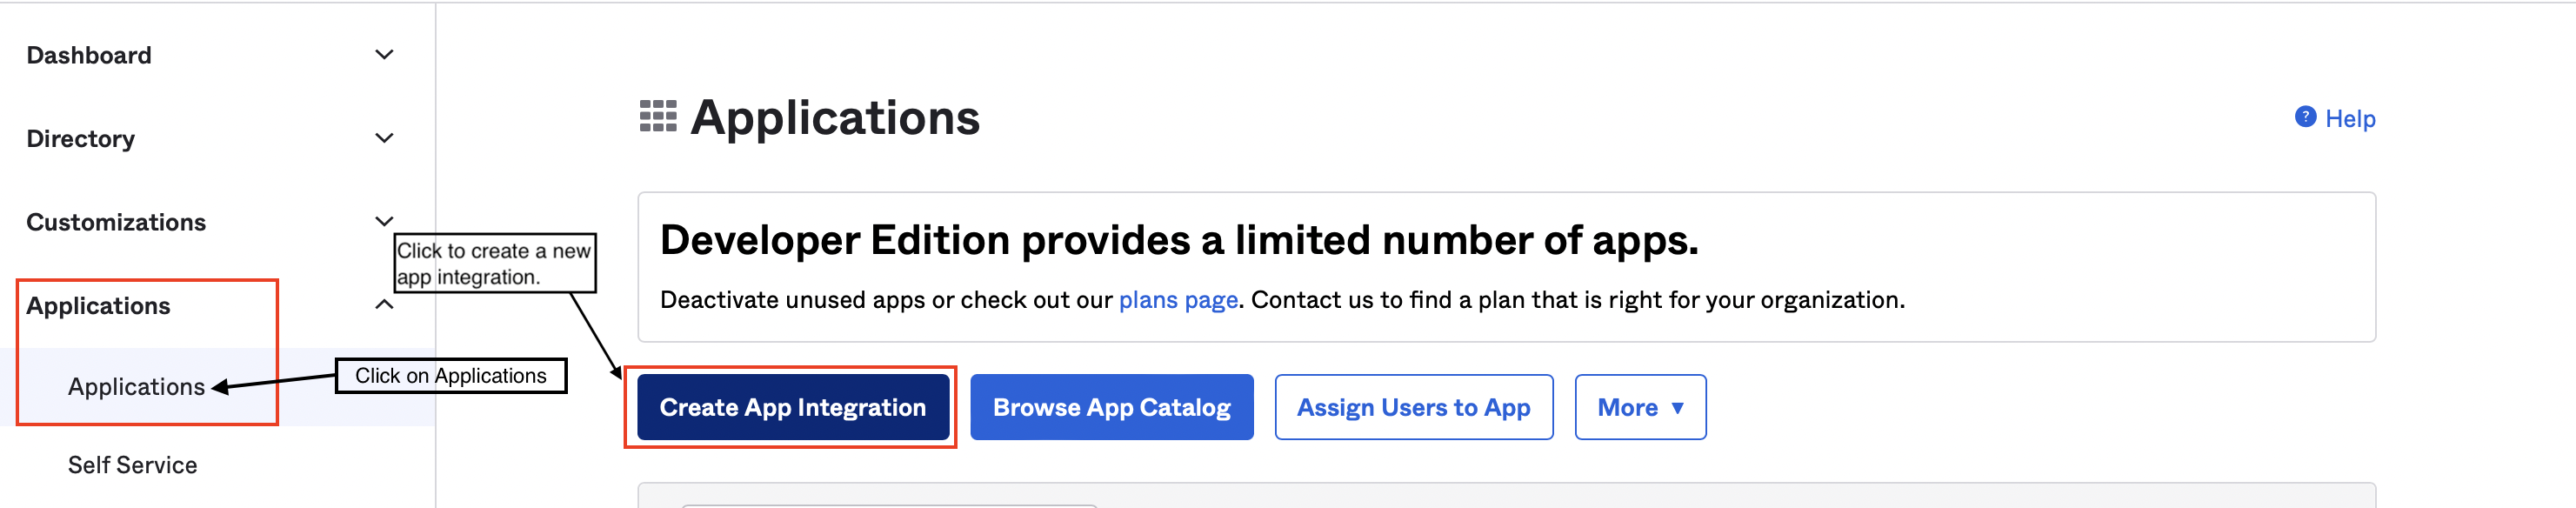 Dashboard
Directory
Customizations
Applications
Applications
Self Service
Click to create a new
app integration.
Click on Applications
Applications
? Help
Developer Edition provides a limited number of apps.
Deactivate unused apps or check out our plans page. Contact us to find a plan that is right for your organization.
Create App Integration
Browse App Catalog
Assign Users to App
More ▼